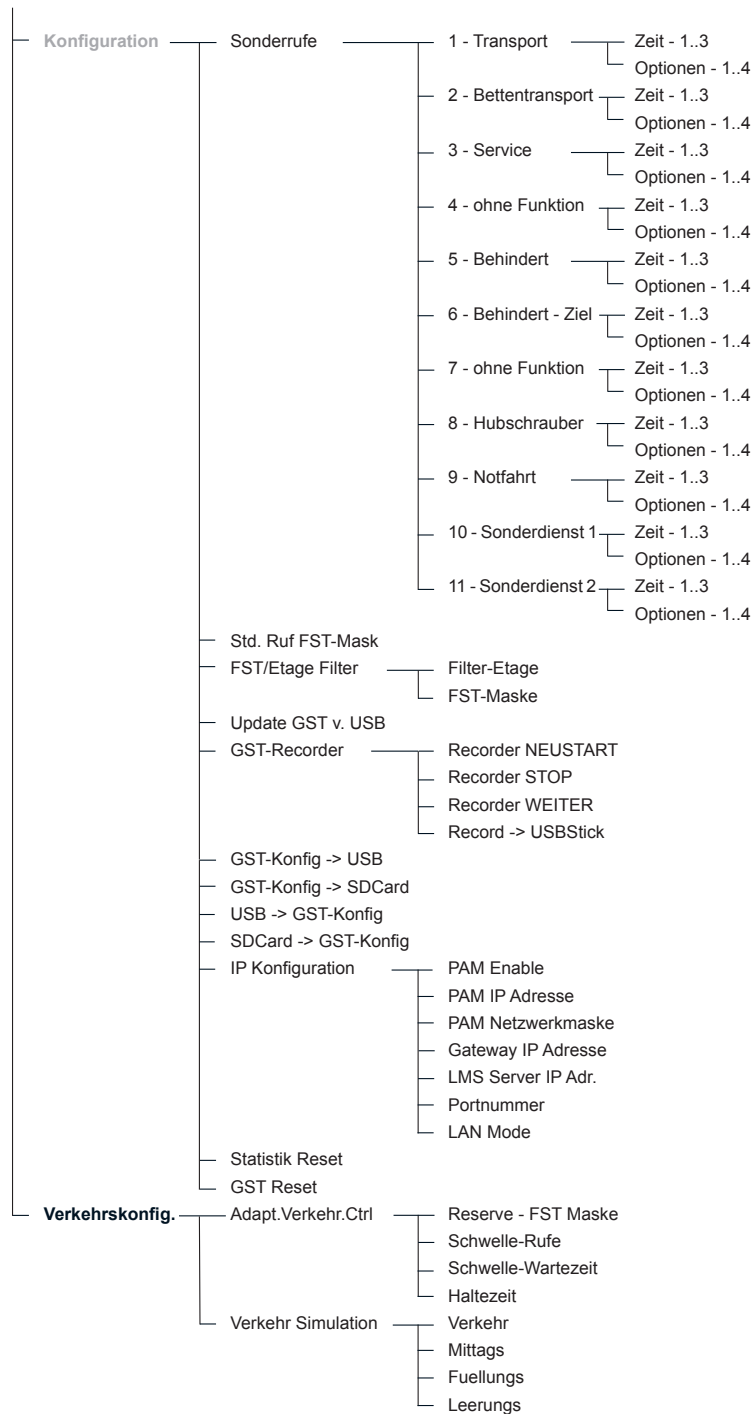 Konfiguration Sonderrufe 1 - Transport Zeit - 1..3
Optionen - 1..4
2 - Bettentransport Zeit - 1..3
Optionen - 1..4
3 - Service Zeit - 1..3
Optionen - 1..4
4 - ohne Funktion Zeit - 1..3
Optionen - 1..4
5 - Behindert Zeit - 1..3
Optionen - 1..4
6 - Behindert - Ziel Zeit - 1..3
Optionen - 1..4
7 - ohne Funktion Zeit - 1..3
Optionen - 1..4
8 - Hubschrauber Zeit - 1..3
Optionen - 1..4
9 - Notfahrt Zeit - 1..3
Optionen - 1..4
10 - Sonderdienst 1 Zeit - 1..3
Optionen - 1..4
11 - Sonderdienst 2 Zeit - 1..3
Optionen - 1..4
Std. Ruf FST-Mask
FST/Etage Filter Filter-Etage
FST-Maske
Update GST v. USB
GST-Recorder Recorder NEUSTART
Recorder STOP
Recorder WEITER
Record -> USBStick
GST-Konfig -> USB
GST-Konfig -> SDCard
USB -> GST-Konfig
SDCard -> GST-Konfig
IP Konfiguration PAM Enable
PAM IP Adresse
PAM Netzwerkmaske
Gateway IP Adresse
LMS Server IP Adr.
Portnummer
LAN Mode
Statistik Reset
GST Reset
Verkehrskonfig. Adapt.Verkehr.Ctrl Reserve - FST Maske
Schwelle-Rufe
Schwelle-Wartezeit
Haltezeit
Verkehr Simulation Verkehr
Mittags
Fuellungs
Leerungs